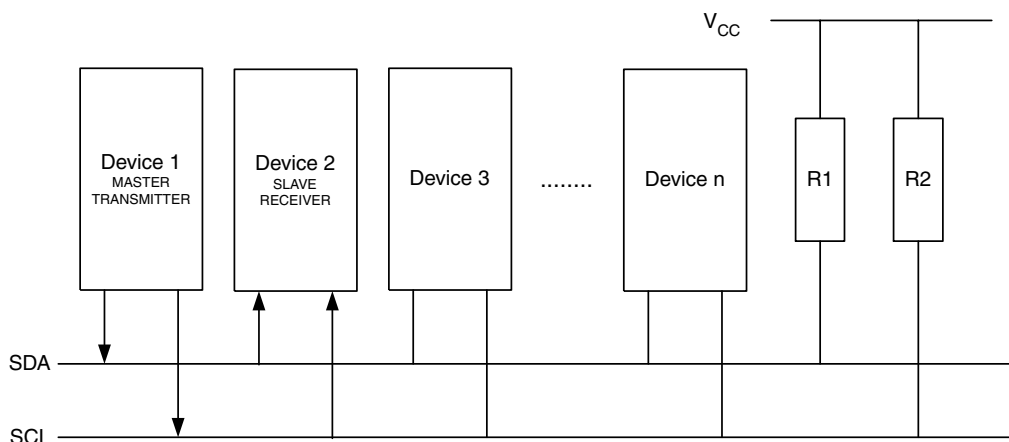 VCC
Device 1
MASTER
TRANSMITTER
Device 2
SLAVE
RECEIVER
Device 3
........
Device n
R1
R2
SDA
SCL